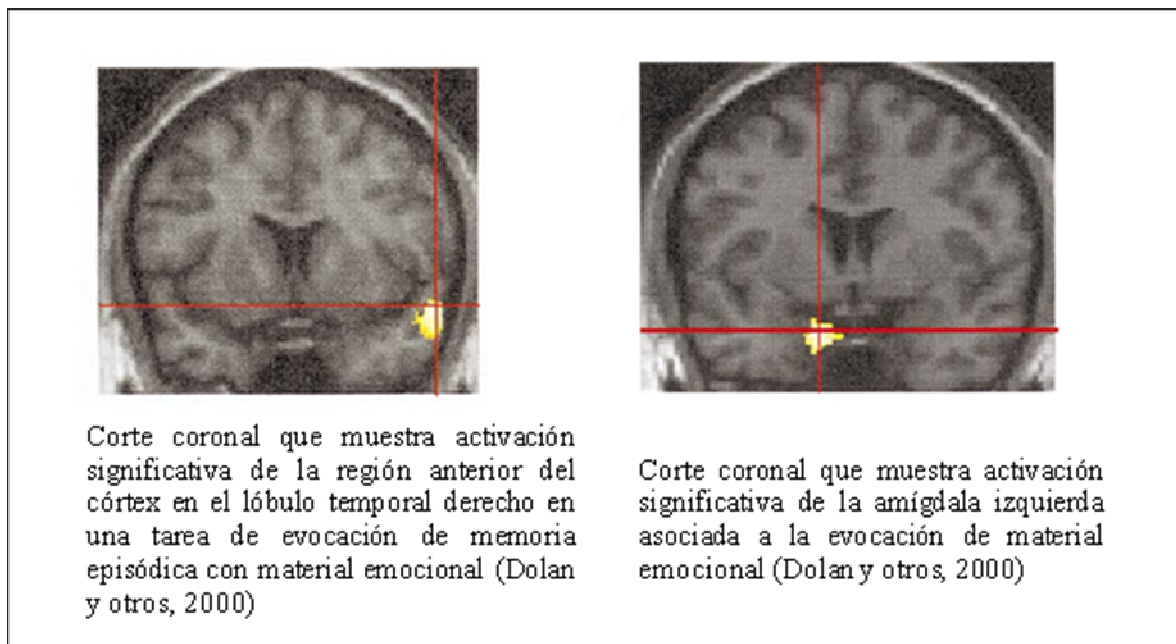 Corte coronal que muestra activación
significativa de la región anterior del
córtex en el lóbulo temporal derecho en
una tarea de evocación de memoria
episódica con material emocional (Dolan
y otros, 2000)
Corte coronal que muestra activación
significativa de la amígdala izquierda
asociada a la evocación de material
emocional (Dolan y otros, 2000)